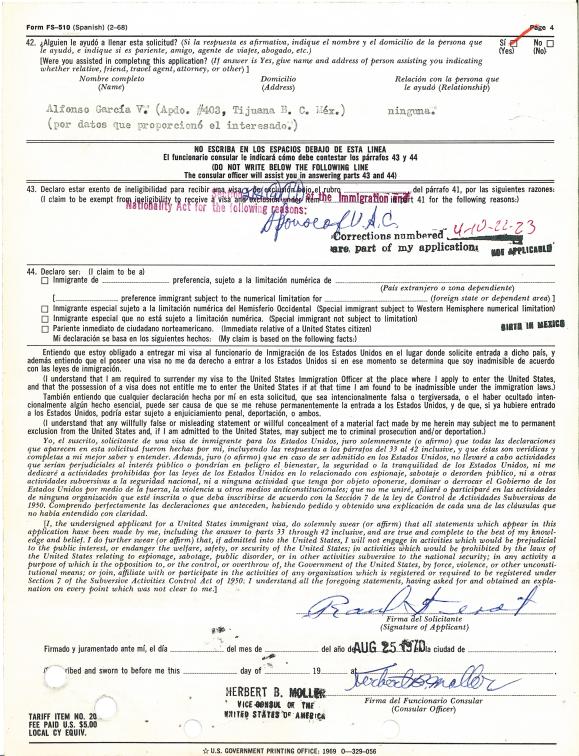 Form FS-510 (Spanish) (2-68)
Page 4
42. ¿Alguien le ayudó a llenar esta solicitud? (Si la respuesta es afirmativa, indique el nombre y el domicilio de la persona que
le ayudó, e indique si es pariente, amigo, agente de viajes, abogado, etc.)
Sí No
(Yes) (No)
[Were you assisted in completing this application? If answer is Yes, give name and address of person assisting you indicating
whether relative, friend, travel agent, attorney, or other) ]
Nombre completo Domicilio Relación con la persona que
(Name) (Address) le ayudó (Relationship)
Alfonso García V. (Apdo. #403, Tijuana B. C. Méx.) ninguna.
(por datos que proporcionó el interesado.)
NO ESCRIBA EN LOS ESPACIOS DEBAJO DE ESTA LINEA
El funcionario consular le indicará cómo debe contestar los párrafos 43 y 44
(DO NOT WRITE BELOW THE FOLLOWING LINE
The consular officer will assist you in answering parts 43 and 44)
43. Declaro estar exento de ineligibilidad para recibir una visa y de exclusión bajo el rubro del párrafo 41, por las siguientes razones:
(I claim to be exempt from ineligibility to receive a visa and exclusion under item in part 41 for the following reasons:)
of the Immigration and
Nationality Act for the following reasons:
Spouse of U.S.C.
Corrections numbered 4-10-22-23
are part of my application
NOT APPLICABLE
44. Declaro ser: (I claim to be a)
Inmigrante de preferencia, sujeto a la limitación numérica de
(País extranjero o zona dependiente)
[ preference immigrant subject to the numerical limitation for (foreign state or dependent area) ]
Inmigrante especial sujeto a la limitación numérica del Hemisferio Occidental (Special immigrant subject to Western Hemisphere numerical limitation)
Inmigrante especial que no está sujeto a limitación numérica. (Special immigrant not subject to limitation)
Pariente inmediato de ciudadano norteamericano. (Immediate relative of a United States citizen)
BIRTH IN MEXICO
Mi declaración se basa en los siguientes hechos: (My claim is based on the following facts:)
Entiendo que estoy obligado a entregar mi visa al funcionario de Inmigración de los Estados Unidos en el lugar donde solicite entrada a dicho país, y
además entiendo que el poseer una visa no me da derecho a entrar a los Estados Unidos si en ese momento se determina que soy inadmisible de acuerdo
con las leyes de inmigración.
(I understand that I am required to surrender my visa to the United States Immigration Officer at the place where I apply to enter the United States,
and that the possession of a visa does not entitle me to enter the United States if at that time I am found to be inadmissible under the immigration laws.)
También entiendo que cualquier declaración hecha por mí en esta solicitud, que sea intencionalmente falsa o tergiversada, o el haber ocultado inten-
cionalmente algún hecho esencial, puede ser causa de que se me rehuse permanentemente la entrada a los Estados Unidos, y de que, si ya hubiere entrado
a los Estados Unidos, podría estar sujeto a enjuiciamiento penal, deportación, o ambos.
(I understand that any willfully false or misleading statement or willful concealment of a material fact made by me herein may subject me to permanent
exclusion from the United States and, if I am admitted to the United States, may subject me to criminal prosecution and/or deportation.)
Yo, el suscrito, solicitante de una visa de inmigrante para los Estados Unidos, juro solemnemente (o afirmo) que todas las declaraciones
que aparecen en esta solicitud fueron hechas por mí, incluyendo las respuestas a los párrafos del 33 al 42 inclusive, y que éstas son verídicas y
completas a mi mejor saber y entender. Además, juro (o afirmo) que, en caso de ser admitido a los Estados Unidos, no llevaré a cabo actividades
que serían perjudiciales al interés público o pondrían en peligro el bienestar, la seguridad o la tranquilidad de los Estados Unidos, ni me
dedicaré a actividades prohibidas por las leyes de los Estados Unidos en lo relacionado con espionaje, sabotaje o desorden público, ni a otras
actividades subversivas a la seguridad nacional, ni a actividad ninguna que tenga por objeto oponerse, dominar, o derrocar el Gobierno de los
Estados Unidos por medio de la fuerza, la violencia u otros medios anticonstitucionales; que no me uniré, afiliaré o participaré en las actividades
de ninguna organización que esté inscrita o que deba inscribirse de acuerdo con la Sección 7 de la ley de Control de Actividades Subversivas de
1950. Comprendo perfectamente las declaraciones que anteceden, habiendo pedido y obtenido una explicación de cada una de las cláusulas que
no había entendido con claridad.
[I, the undersigned applicant for a United States immigrant visa, do solemnly swear (or affirm) that all statements which appear in this
application have been made by me, including the answer to parts 33 through 42 inclusive, and are true and complete to the best of my knowl-
edge and belief. I do further swear (or affirm) that, if admitted into the United States, I will not engage in activities which would be prejudicial
to the public interest, or endanger the welfare, safety, or security of the United States; in activities which would be prohibited by the laws of
the United States relating to espionage, sabotage, public disorder, or in other activities subversive to the national security; in any activity a
purpose of which is the opposition to, or the control, or overthrow of, the Government of the United States, by force, violence, or other unconsti-
tutional means; or join, affiliate with, or participate in the activities of any organization which is registered or required to be registered under
Section 7 of the Subversive Activities Control Act of 1950. I understand all the foregoing statements, having asked for and obtained an expla-
nation on every point which was not clear to me.]
Firma del Solicitante
(Signature of Applicant)
Firmado y juramentado ante mí, el día del mes de del año de AUG 25 1970 la ciudad de
cribed and sworn to before me this day of 19 at
Herbert B. Moller
HERBERT B. MOLLER
VICE CONSUL OF THE
UNITED STATES OF AMERICA
Firma del Funcionario Consular
(Consular Officer)
TARIFF ITEM NO. 20
FEE PAID U.S. $5.00
LOCAL CY EQUIV.
☆ U.S. GOVERNMENT PRINTING OFFICE: 1969 O—329-056